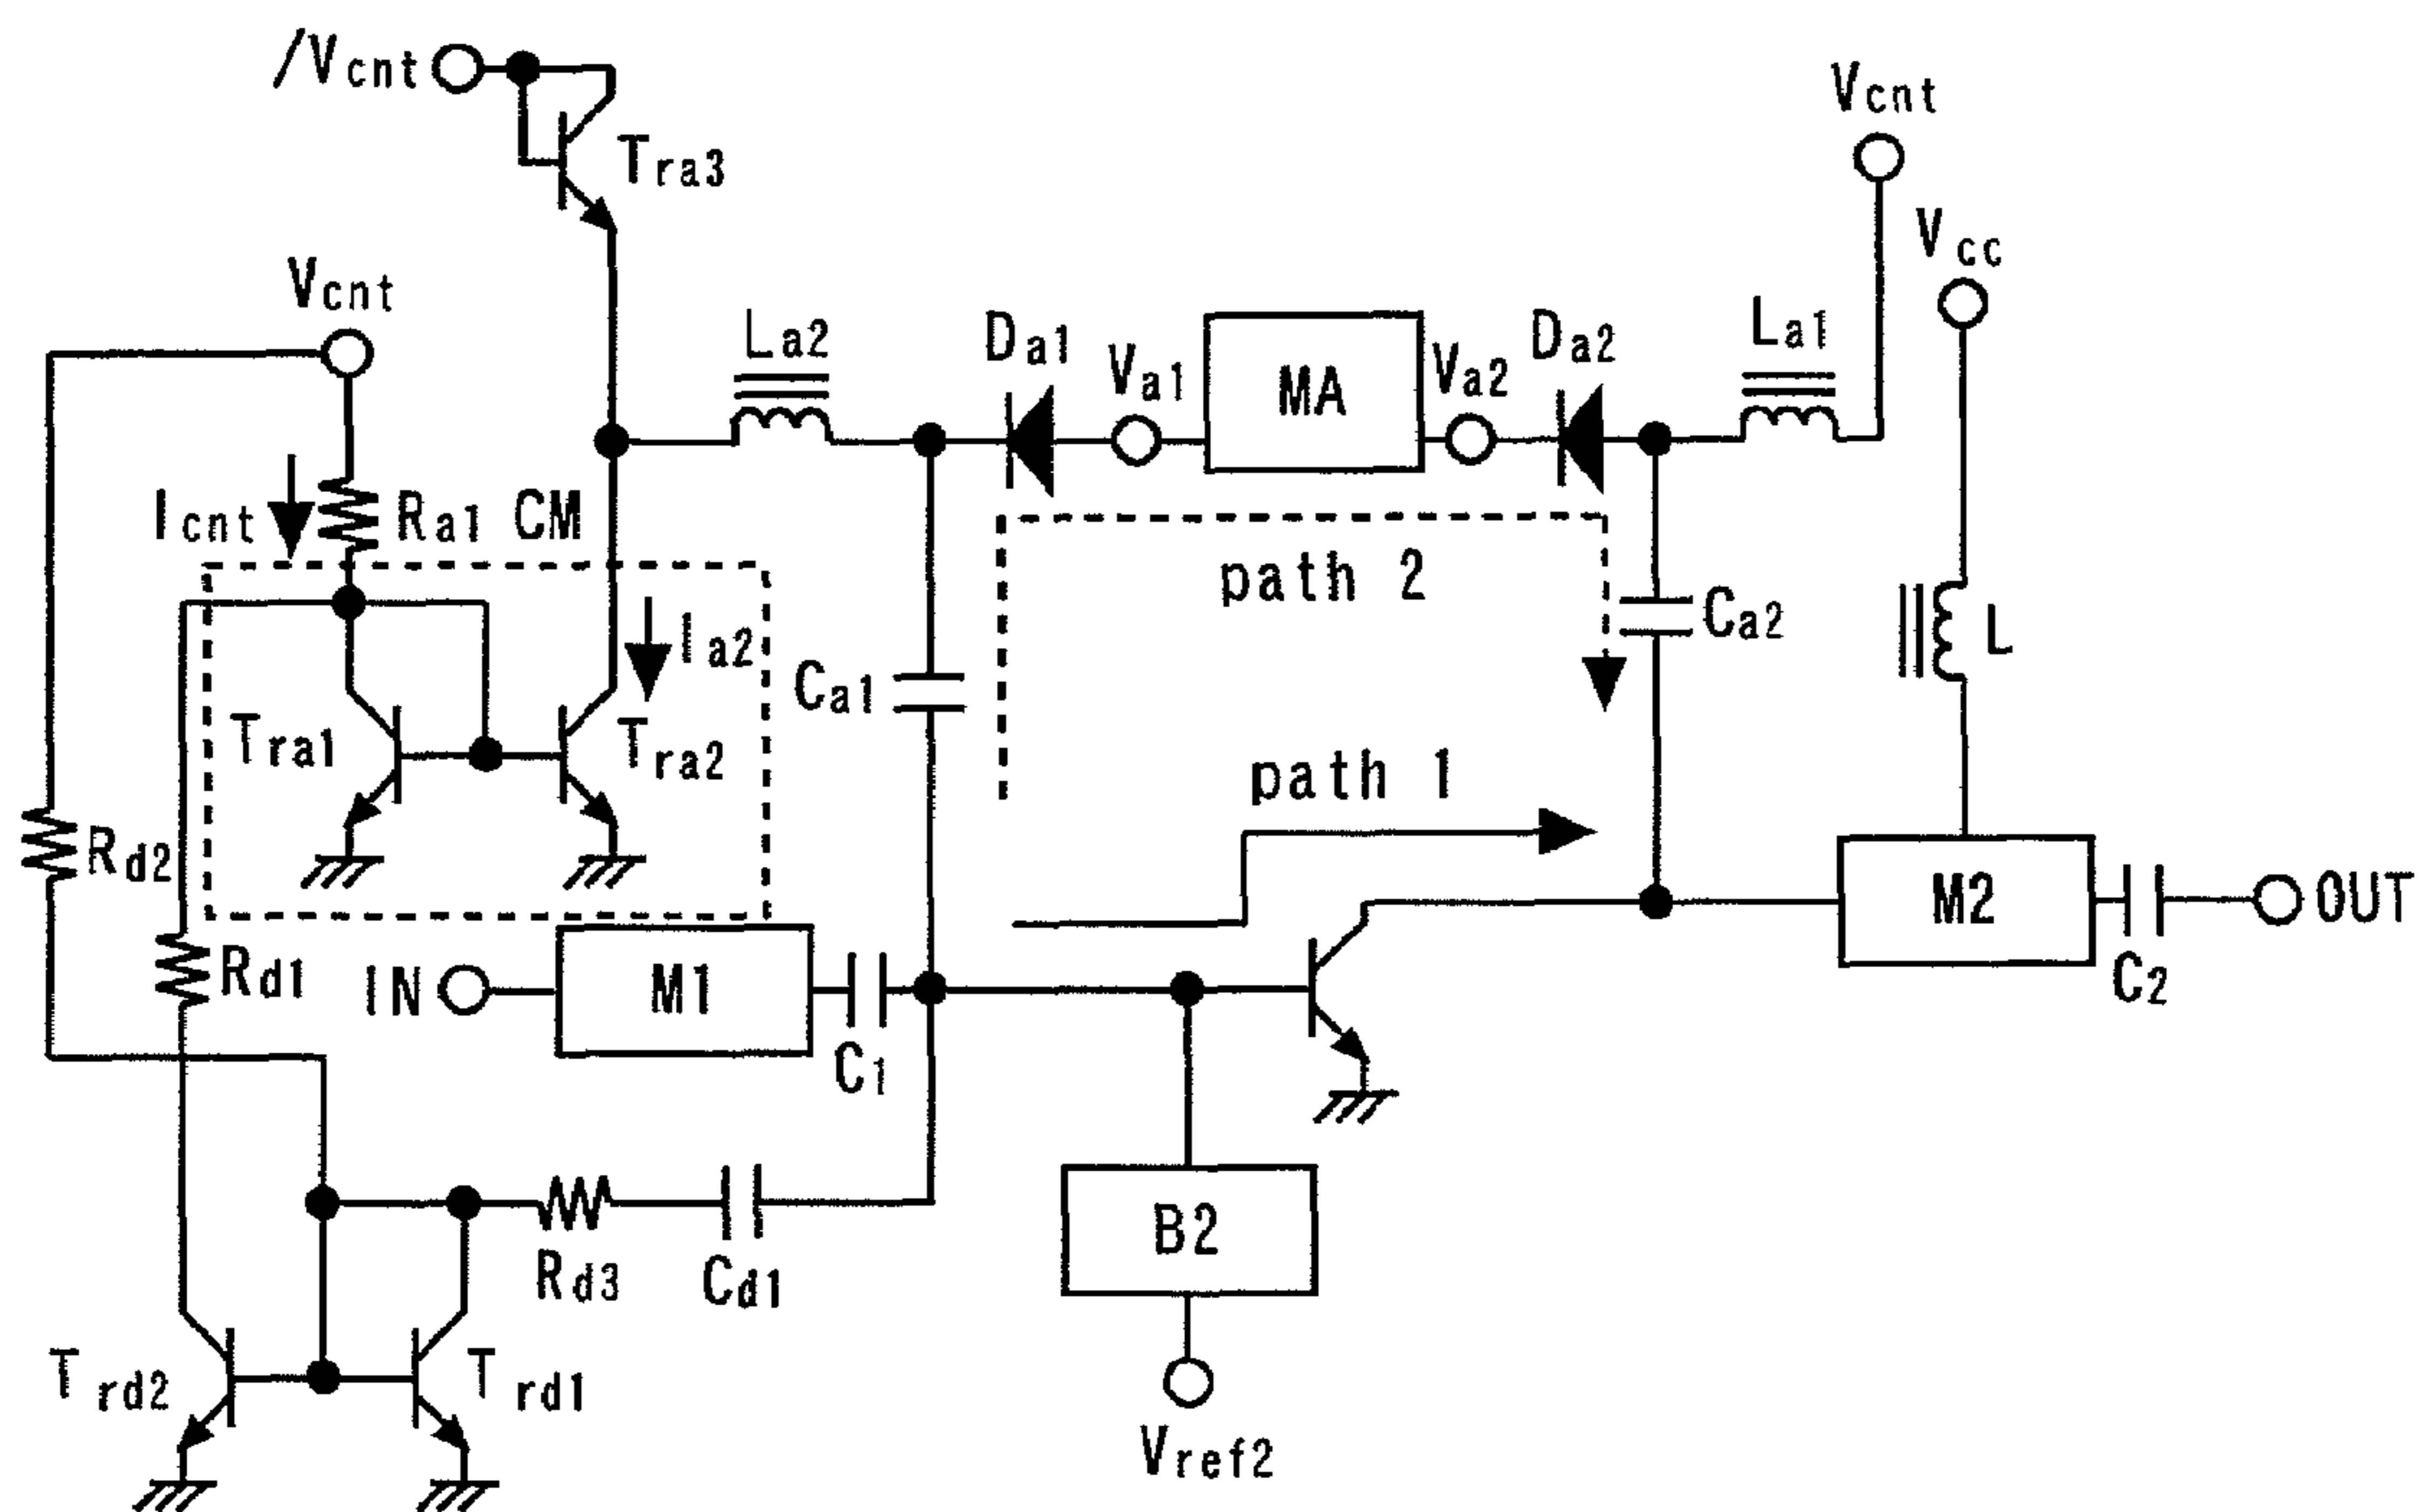 /Vcnt
Tra3
Vcnt
Vcc
Vcnt
La2
Da1
Va1
MA
Va2
Da2
La1
Icnt
Ra1
CM
path 2
Ca2
L
Ia2
Ca1
Tra1
Tra2
path 1
Rd2
M2
OUT
C2
Rd1
IN
M1
C1
B2
Rd3
Cd1
Trd2
Trd1
Vref2